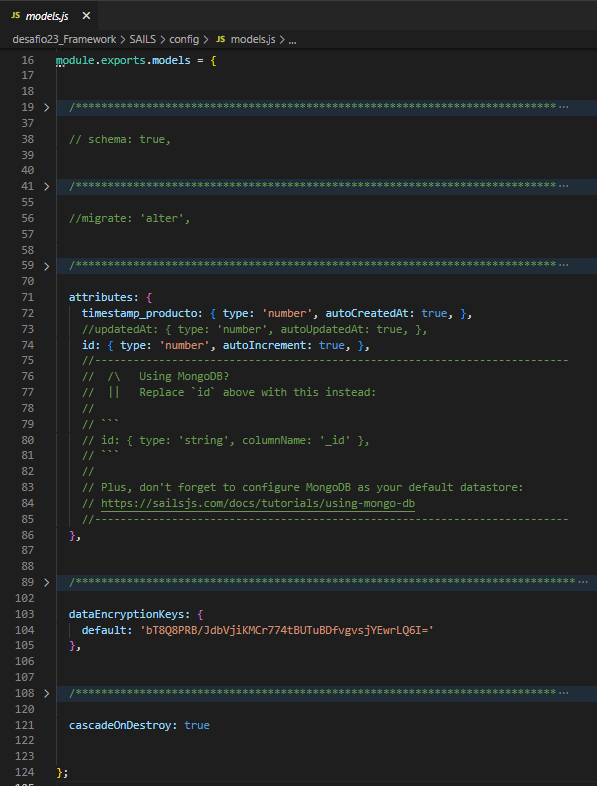 JS models.js ×
desafio23_Framework > SAILS > config > JS models.js > ...
16 module.exports.models = {
17
18
19 > /***************************************************************************⋯
37
38 // schema: true,
39
40
41 > /***************************************************************************⋯
55
56 //migrate: 'alter',
57
58
59 > /***************************************************************************⋯
70
71 attributes: {
72 timestamp_producto: { type: 'number', autoCreatedAt: true, },
73 //updatedAt: { type: 'number', autoUpdatedAt: true, },
74 id: { type: 'number', autoIncrement: true, },
75 //--------------------------------------------------------------------------
76 //  /\   Using MongoDB?
77 //  ||   Replace `id` above with this instead:
78 //
79 // ```
80 // id: { type: 'string', columnName: '_id' },
81 // ```
82 //
83 // Plus, don't forget to configure MongoDB as your default datastore:
84 // https://sailsjs.com/docs/tutorials/using-mongo-db
85 //--------------------------------------------------------------------------
86 },
87
88
89 > /******************************************************************************⋯
102
103 dataEncryptionKeys: {
104 default: 'bT8Q8PRB/JdbVjiKMCr774tBUTuBDfvgvsjYEwrLQ6I='
105 },
106
107
108 > /***************************************************************************⋯
120
121 cascadeOnDestroy: true
122
123
124 };